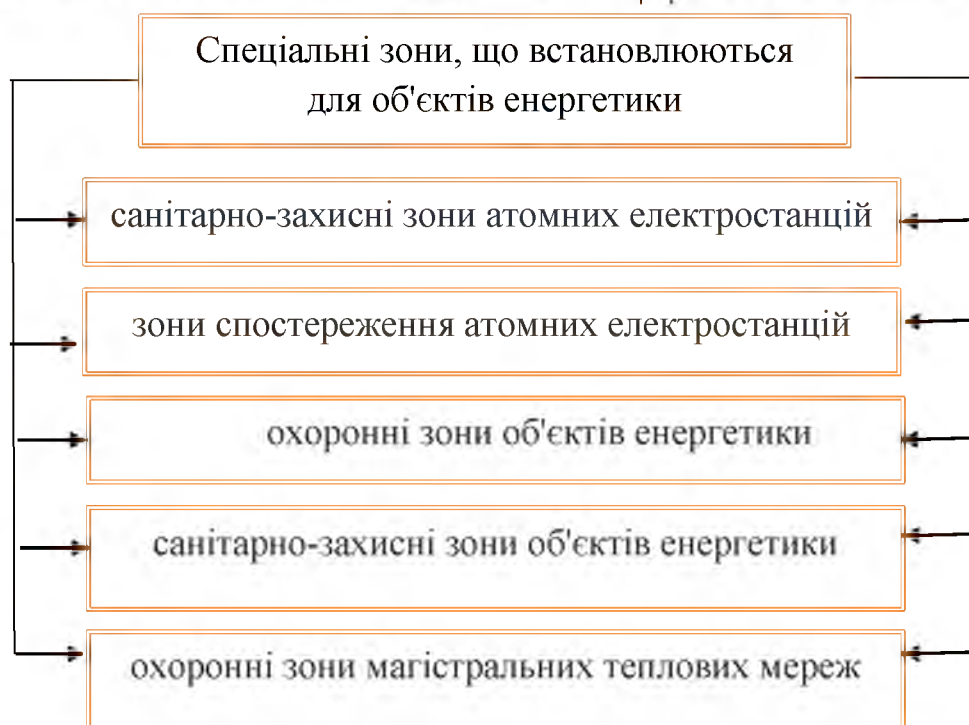 Спеціальні зони, що встановлюються
для об'єктів енергетики
санітарно-захисні зони атомних електростанцій
зони спостереження атомних електростанцій
охоронні зони об'єктів енергетики
санітарно-захисні зони об'єктів енергетики
охоронні зони магістральних теплових мереж